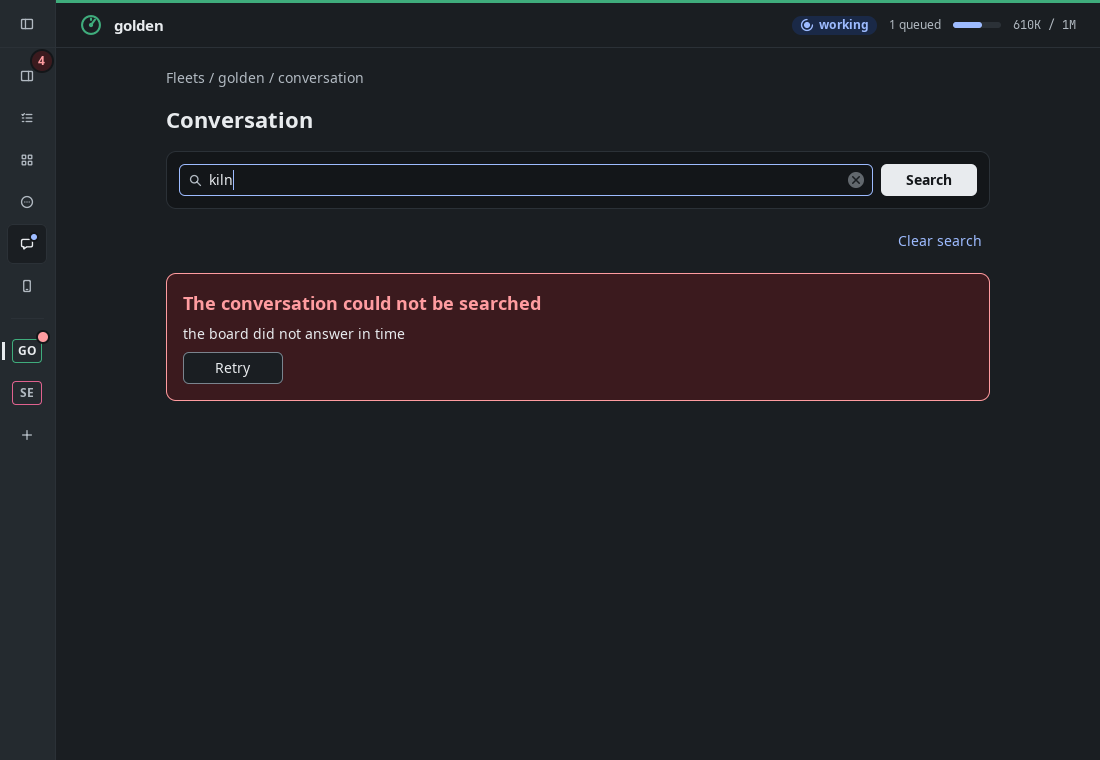 golden
working
1 queued
610K / 1M
4
Fleets / golden / conversation
Conversation
kiln
Search
Clear search
The conversation could not be searched
the board did not answer in time
Retry
GO
SE